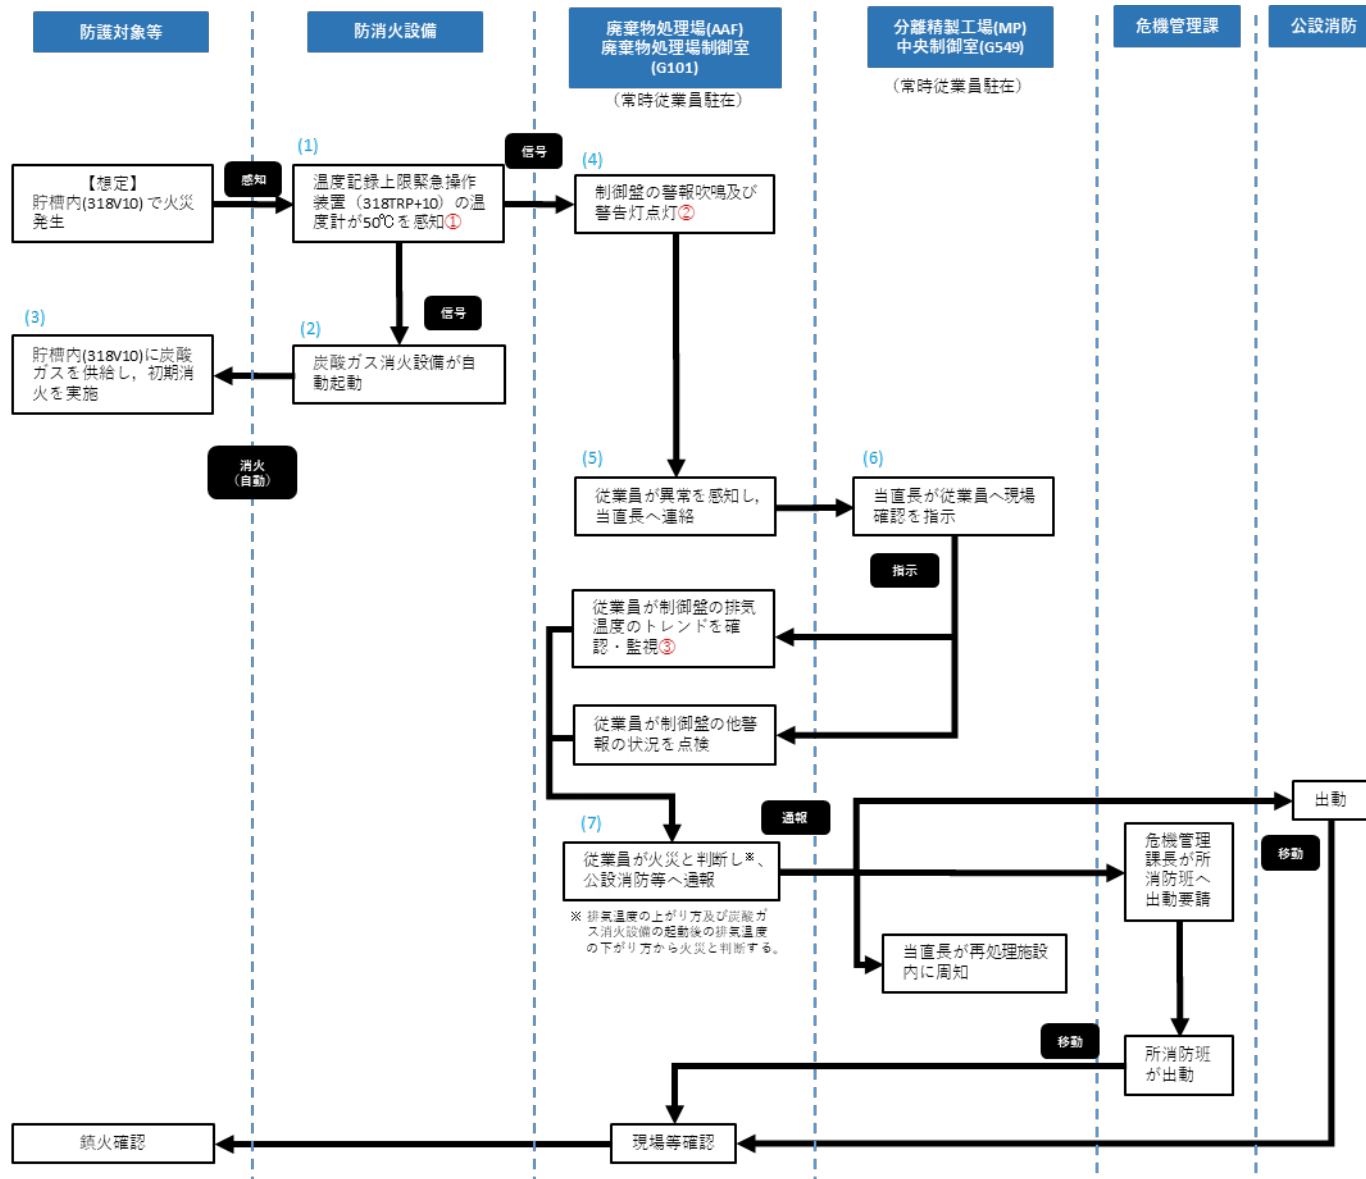 防護対象等
防消火設備
廃棄物処理場(AAF)
廃棄物処理場制御室
(G101)
(常時従業員駐在)
分離精製工場(MP)
中央制御室(G549)
(常時従業員駐在)
危機管理課
公設消防
【想定】
貯槽内(318V10) で火災
発生
感知
(1)
温度記録上限緊急操作
装置（318TRP+10）の温
度計が50℃を感知①
信号
(4)
制御盤の警報吹鳴及び
警告灯点灯②
信号
(3)
貯槽内(318V10)に炭酸
ガスを供給し，初期消
火を実施
(2)
炭酸ガス消火設備が自
動起動
消火
（自動）
(5)
従業員が異常を感知し，
当直長へ連絡
(6)
当直長が従業員へ現場
確認を指示
指示
従業員が制御盤の排気
温度のトレンドを確
認・監視③
従業員が制御盤の他警
報の状況を点検
通報
出動
(7)
従業員が火災と判断し※、
公設消防等へ通報
※ 排気温度の上がり方及び炭酸ガ
ス消火設備の起動後の排気温度
の下がり方から火災と判断する。
危機管理
課長が所
消防班へ
出動要請
移動
当直長が再処理施設
内に周知
移動
所消防班
が出動
鎮火確認
現場等確認